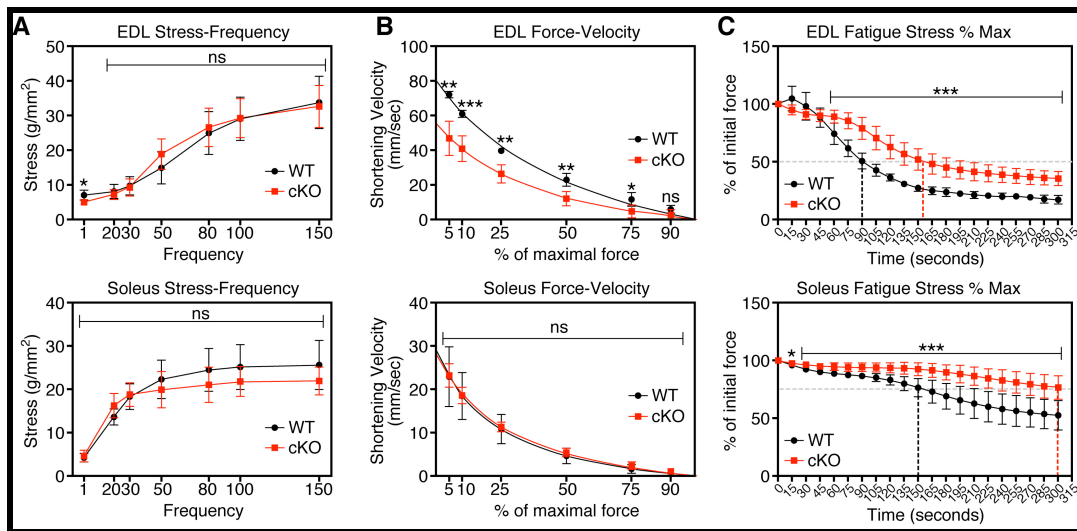 A
EDL Stress-Frequency
Stress (g/mm²)
50
40
30
20
10
0
ns
*
WT
cKO
1 20 30 50 80 100 150
Frequency
B
EDL Force-Velocity
Shortening Velocity
(mm/sec)
100
80
60
40
20
0
**
***
**
**
*
ns
WT
cKO
5 10 25 50 75 90
% of maximal force
C
EDL Fatigue Stress % Max
% of initial force
150
100
50
0
***
WT
cKO
0 15 30 45 60 75 90 105 120 135 150 165 180 195 210 225 240 255 270 285 300 315
Time (seconds)
Soleus Stress-Frequency
Stress (g/mm²)
40
30
20
10
0
ns
WT
cKO
1 20 30 50 80 100 150
Frequency
Soleus Force-Velocity
Shortening Velocity
(mm/sec)
40
30
20
10
0
ns
WT
cKO
5 10 25 50 75 90
% of maximal force
Soleus Fatigue Stress % Max
% of initial force
150
100
50
0
*
***
WT
cKO
0 15 30 45 60 75 90 105 120 135 150 165 180 195 210 225 240 255 270 285 300 315
Time (seconds)